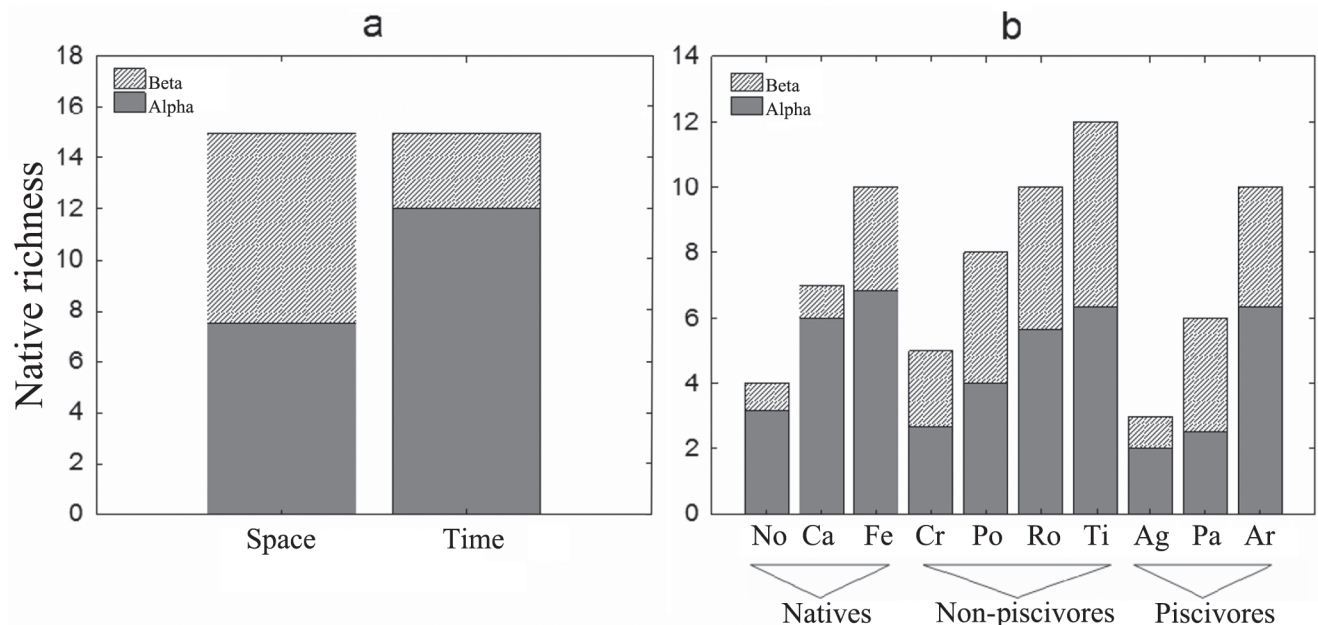 a
Native richness
18
16
14
12
10
8
6
4
2
0
Beta
Alpha
Space Time
b
14
12
10
8
6
4
2
0
Beta
Alpha
No Ca Fe Cr Po Ro Ti Ag Pa Ar
Natives Non-piscivores Piscivores